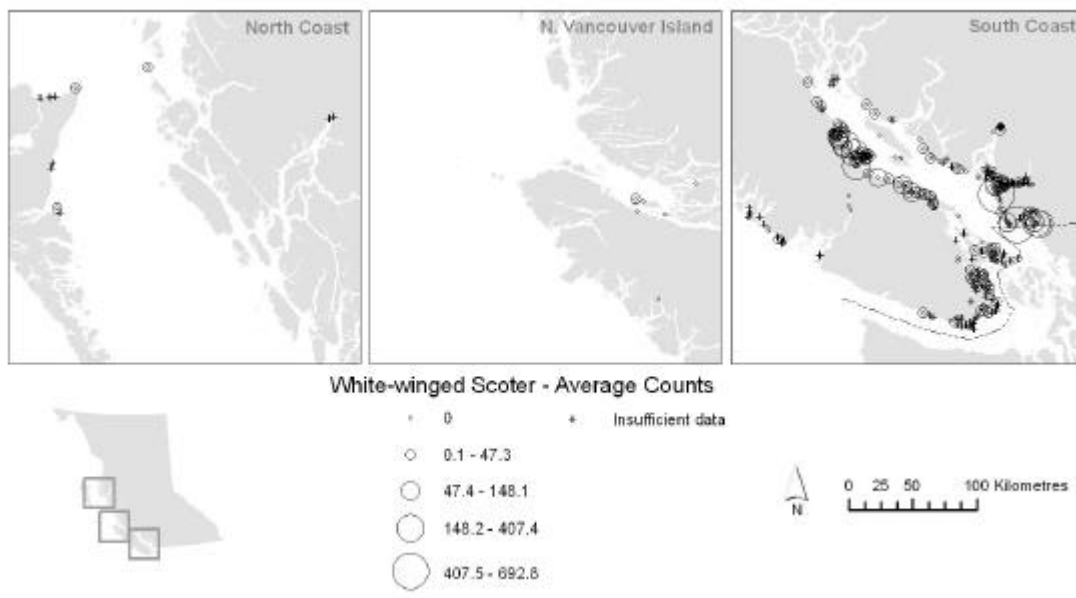 North Coast
N. Vancouver Island
South Coast
White-winged Scoter - Average Counts
0
Insufficient data
0.1 - 47.3
47.4 - 148.1
148.2 - 407.4
407.5 - 692.8
N
0 25 50 100 Kilometres